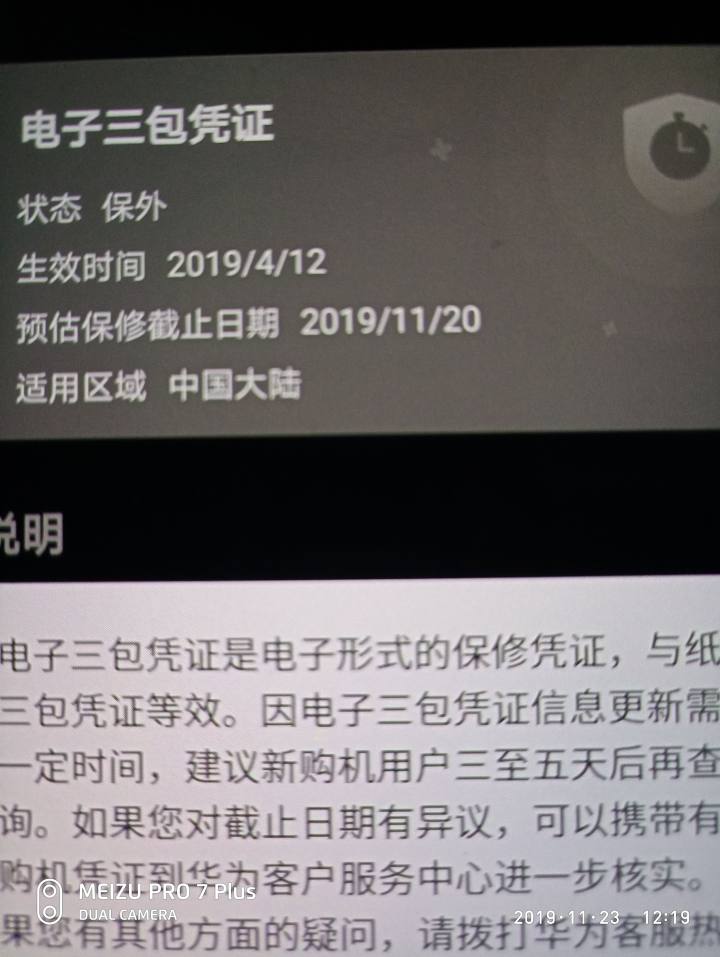 电子三包凭证
状态 保外
生效时间 2019/4/12
预估保修截止日期 2019/11/20
适用区域 中国大陆
说明
电子三包凭证是电子形式的保修凭证，与纸
三包凭证等效。因电子三包凭证信息更新需
一定时间，建议新购机用户三至五天后再查
询。如果您对截止日期有异议，可以携带有
购机凭证到华为客户服务中心进一步核实。
果您有其他方面的疑问，请拨打华为客服热
MEIZU PRO 7 Plus
DUAL CAMERA
2019·11·23 12:19